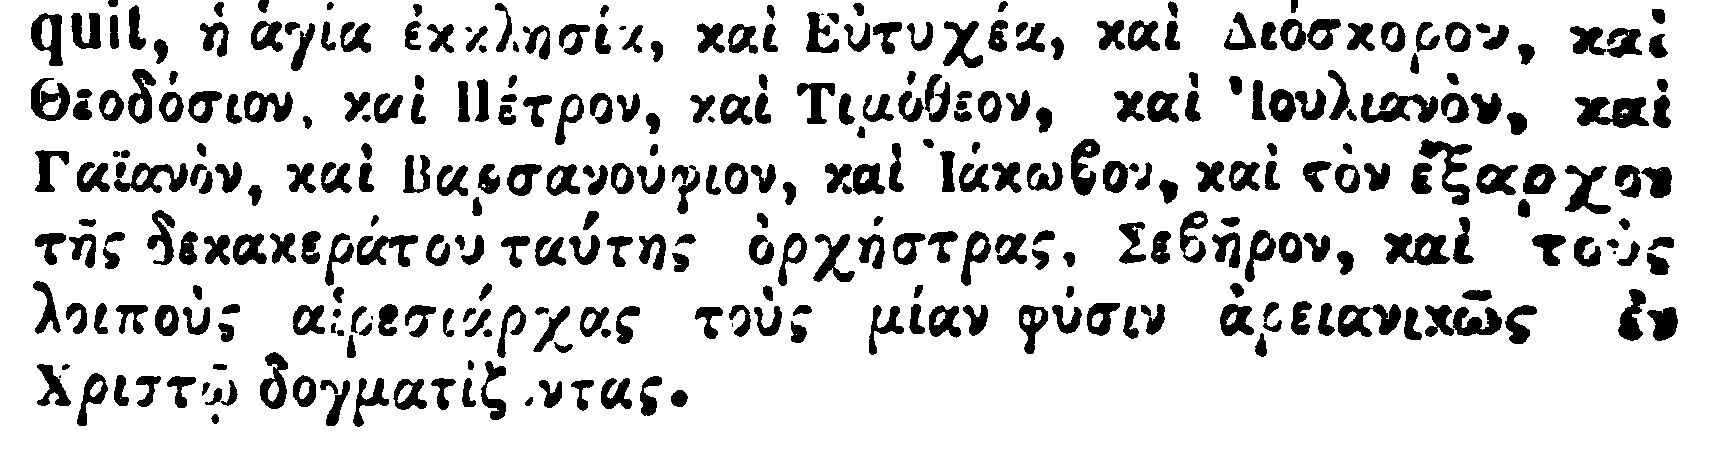 quit, ἡ ἁγία ἐκκλησία, καὶ Εὐτυχέα, καὶ Διόσκορον, καὶ
Θεοδόσιον, καὶ Πέτρον, καὶ Τιμόθεον, καὶ Ἰουλιανὸν, καὶ
Γαϊανὸν, καὶ Βαρσανούφιον, καὶ Ἰάκωβον, καὶ τὸν ἔξαρχον
τῆς δεκακεράτου ταύτης ὀρχήστρας, Σεβῆρον, καὶ τοὺς
λοιποὺς αἱρεσιάρχας τοὺς μίαν φύσιν ἀρειανικῶς ἐν
Χριστῷ δογματίζοντας.